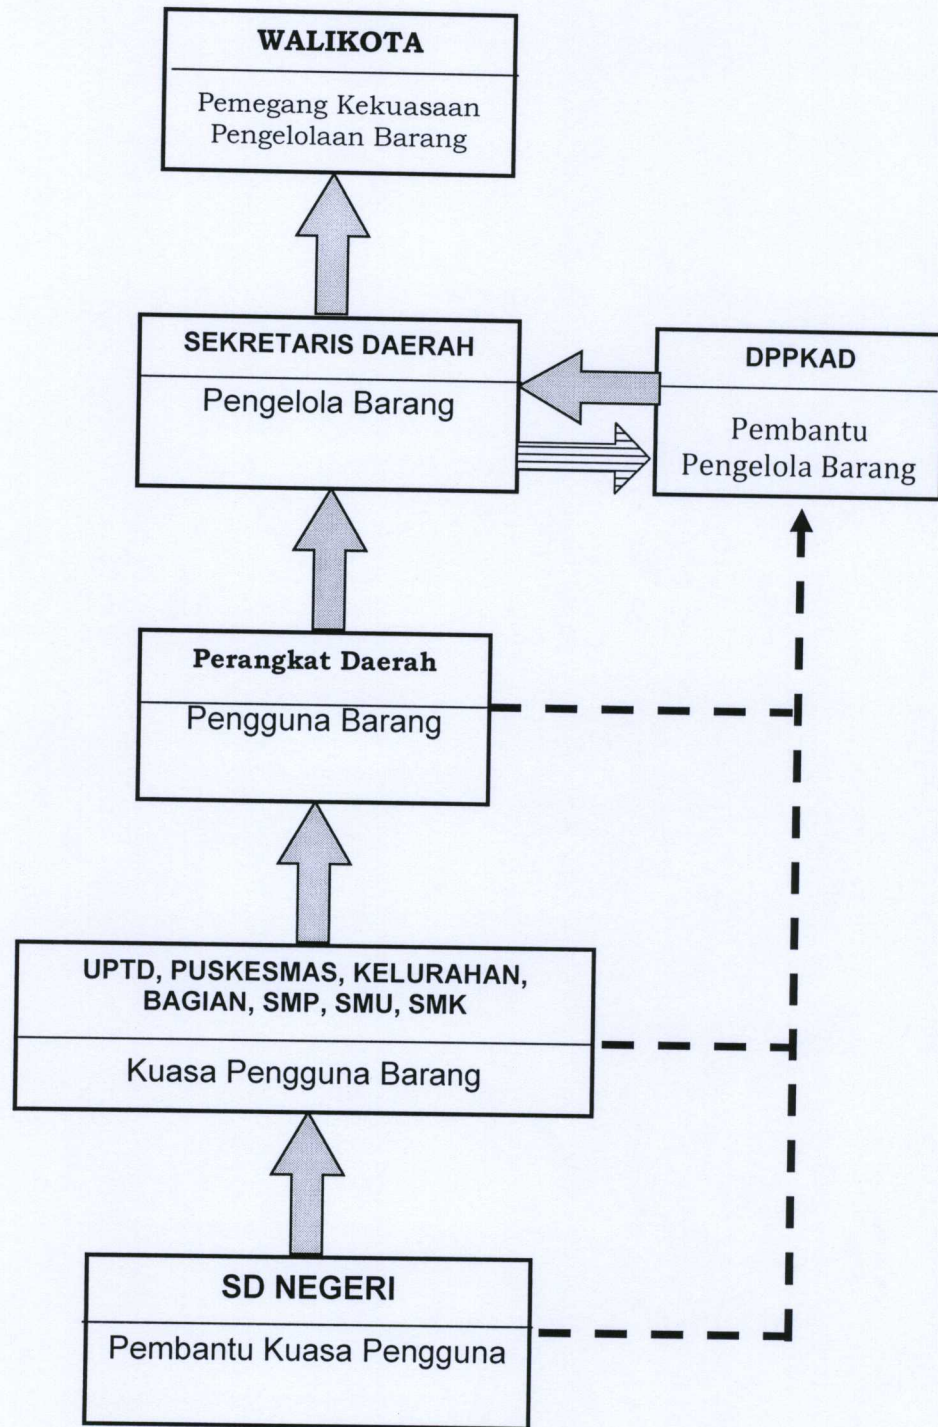 WALIKOTA
Pemegang Kekuasaan
Pengelolaan Barang
SEKRETARIS DAERAH
Pengelola Barang
DPPKAD
Pembantu
Pengelola Barang
Perangkat Daerah
Pengguna Barang
UPTD, PUSKESMAS, KELURAHAN,
BAGIAN, SMP, SMU, SMK
Kuasa Pengguna Barang
SD NEGERI
Pembantu Kuasa Pengguna